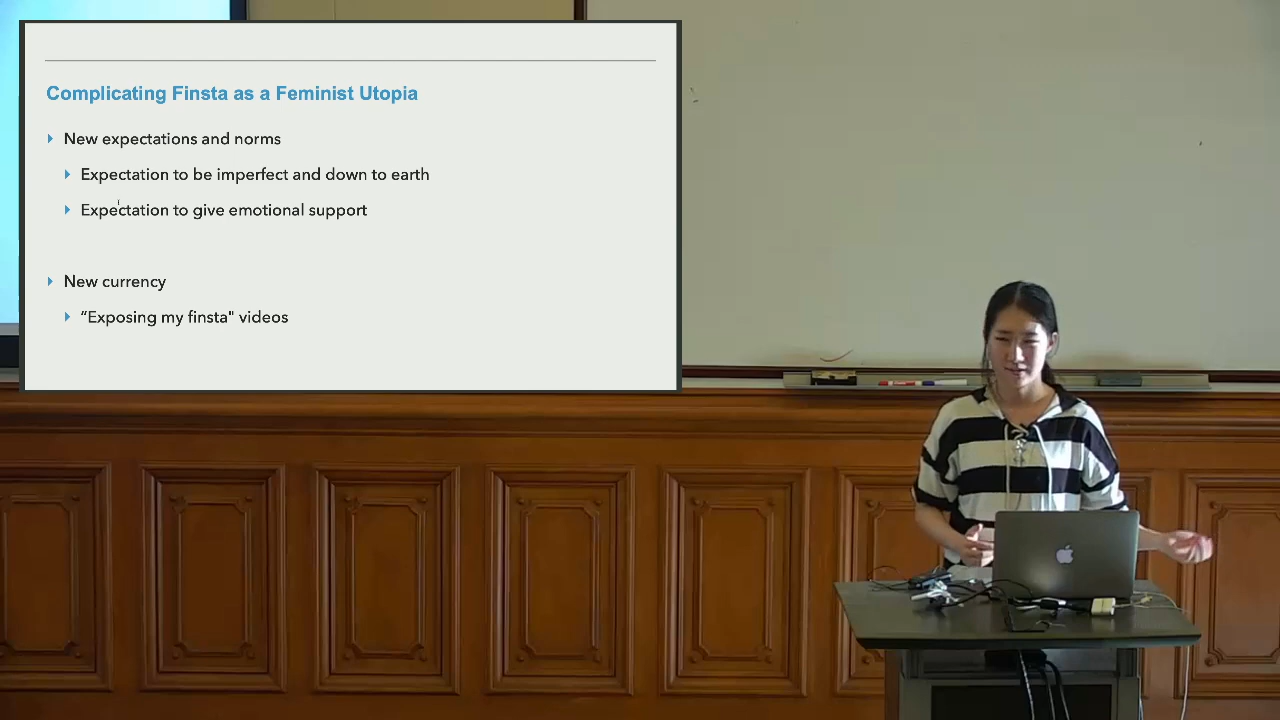 Complicating Finsta as a Feminist Utopia
New expectations and norms
Expectation to be imperfect and down to earth
Expectation to give emotional support
New currency
“Exposing my finsta" videos